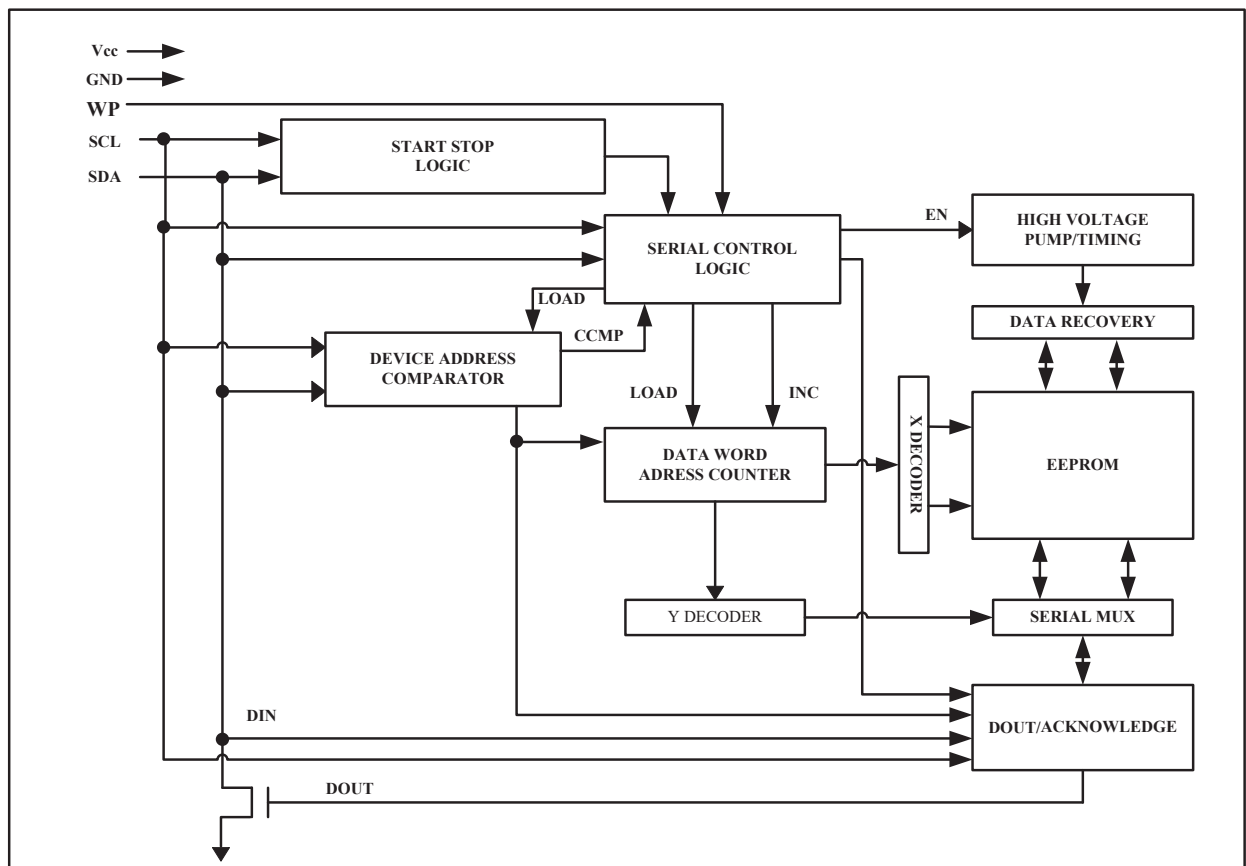 Vcc
GND
WP
SCL
SDA
START STOP
LOGIC
SERIAL CONTROL
LOGIC
EN
HIGH VOLTAGE
PUMP/TIMING
LOAD
CCMP
DATA RECOVERY
DEVICE ADDRESS
COMPARATOR
LOAD
INC
X DECODER
EEPROM
DATA WORD
ADRESS COUNTER
Y DECODER
SERIAL MUX
DIN
DOUT/ACKNOWLEDGE
DOUT